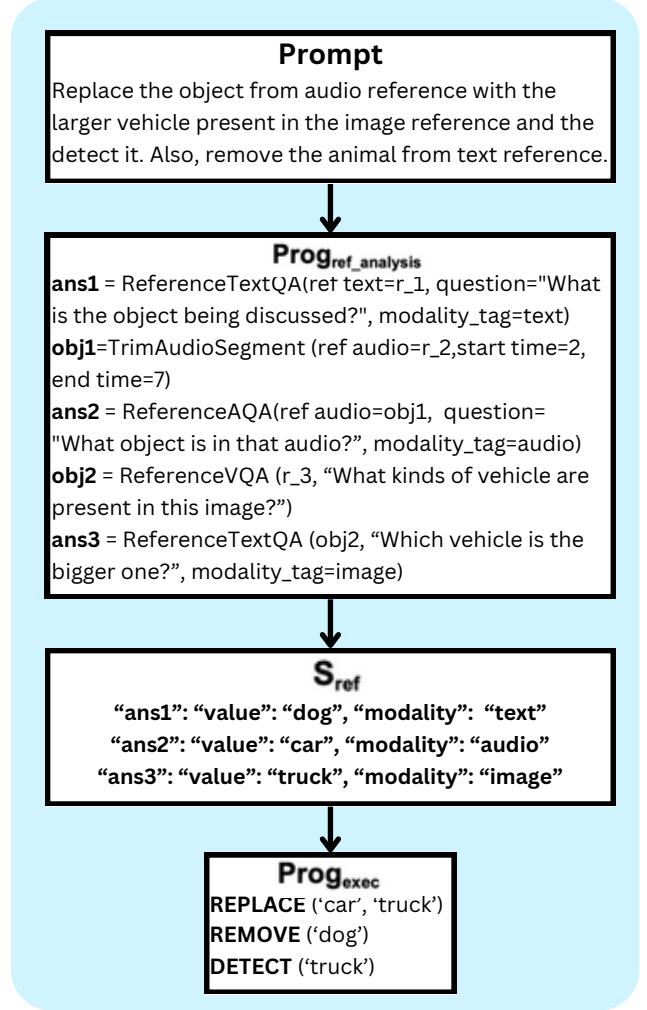 Prompt
Replace the object from audio reference with the
larger vehicle present in the image reference and the
detect it. Also, remove the animal from text reference.
Prog ref_analysis
ans1 = ReferenceTextQA(ref text=r_1, question="What
is the object being discussed?", modality_tag=text)
obj1=TrimAudioSegment (ref audio=r_2,start time=2,
end time=7)
ans2 = ReferenceAQA(ref audio=obj1, question=
"What object is in that audio?”, modality_tag=audio)
obj2 = ReferenceVQA (r_3, “What kinds of vehicle are
present in this image?”)
ans3 = ReferenceTextQA (obj2, “Which vehicle is the
bigger one?”, modality_tag=image)
S ref
“ans1”: “value”: “dog”, “modality”: “text”
“ans2”: “value”: “car”, “modality”: “audio”
“ans3”: “value”: “truck”, “modality”: “image”
Prog exec
REPLACE (‘car’, ‘truck’)
REMOVE (‘dog’)
DETECT (‘truck’)